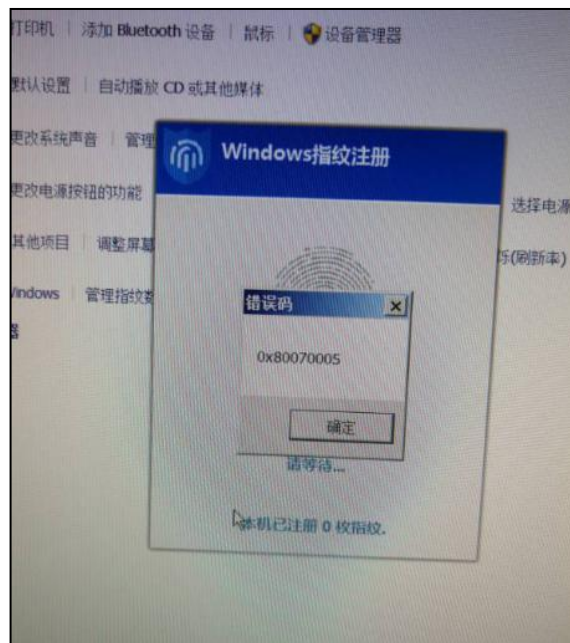 打印机 | 添加 Bluetooth 设备 | 鼠标 | 设备管理器
默认设置 | 自动播放 CD 或其他媒体
更改系统声音 | 管理
Windows指纹注册
更改电源按钮的功能
选择电源
其他项目 | 调整屏幕
(刷新率)
Windows | 管理指纹数
器
错误码
0x80070005
确定
请等待...
本机已注册 0 枚指纹.